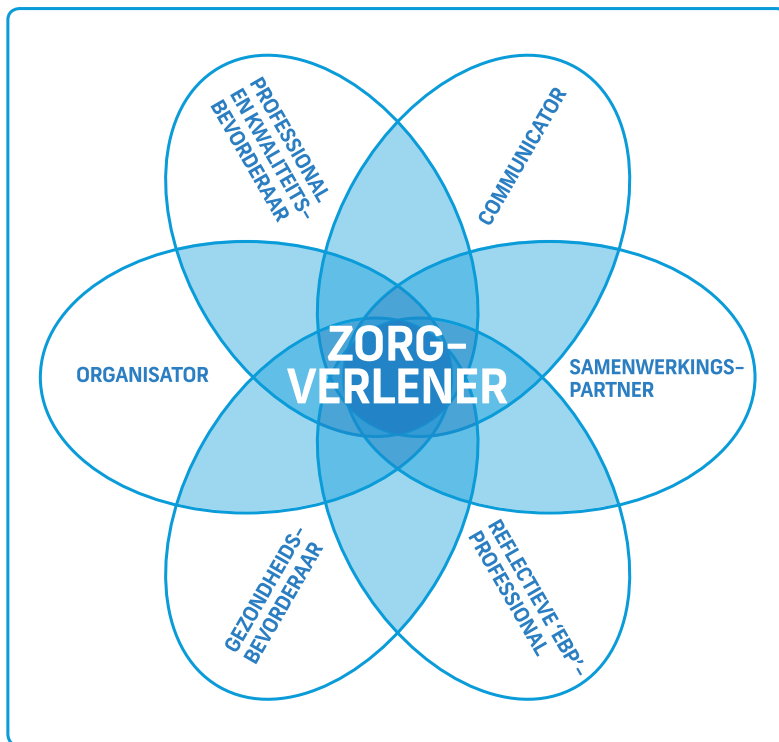 PROFESSIONAL
EN KWALITEITS-
BEVORDERAAR
COMMUNICATOR
ORGANISATOR
ZORG-
VERLENER
SAMENWERKINGS-
PARTNER
GEZONDHEIDS-
BEVORDERAAR
REFLECTIEVE ‘EBP’-
PROFESSIONAL